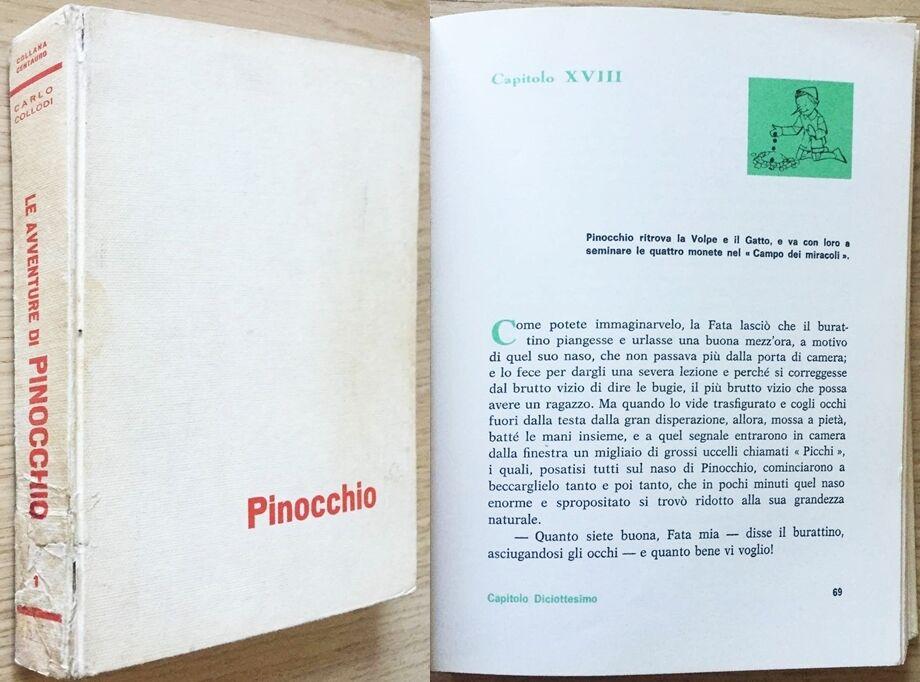 COLLANA
CENTAURO
CARLO
COLLODI
LE AVVENTURE DI PINOCCHIO
1
Pinocchio
Capitolo XVIII
Pinocchio ritrova la Volpe e il Gatto, e va con loro a
seminare le quattro monete nel « Campo dei miracoli ».
Come potete immaginarvelo, la Fata lasciò che il burat-
tino piangesse e urlasse una buona mezz'ora, a motivo
di quel suo naso, che non passava più dalla porta di camera;
e lo fece per dargli una severa lezione e perché si correggesse
dal brutto vizio di dire le bugie, il più brutto vizio che possa
avere un ragazzo. Ma quando lo vide trasfigurato e cogli occhi
fuori dalla testa dalla gran disperazione, allora, mossa a pietà,
batté le mani insieme, e a quel segnale entrarono in camera
dalla finestra un migliaio di grossi uccelli chiamati « Picchi »,
i quali, posatisi tutti sul naso di Pinocchio, cominciarono a
beccarglielo tanto e poi tanto, che in pochi minuti quel naso
enorme e spropositato si trovò ridotto alla sua grandezza
naturale.
— Quanto siete buona, Fata mia — disse il burattino,
asciugandosi gli occhi — e quanto bene vi voglio!
Capitolo Diciottesimo
69